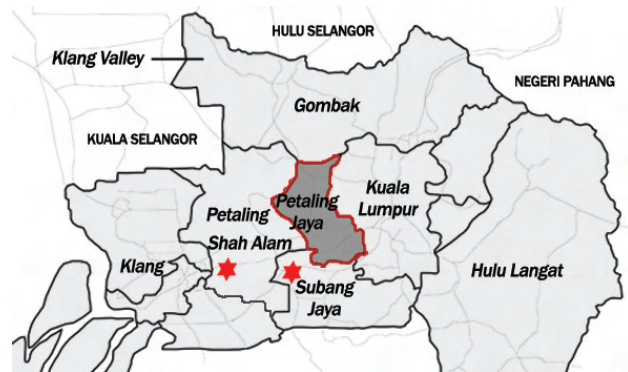 HULU SELANGOR
Klang Valley
NEGERI PAHANG
Gombak
KUALA SELANGOR
Kuala
Lumpur
Petaling
Jaya
Petaling
Shah Alam
Klang
Hulu Langat
Subang
Jaya